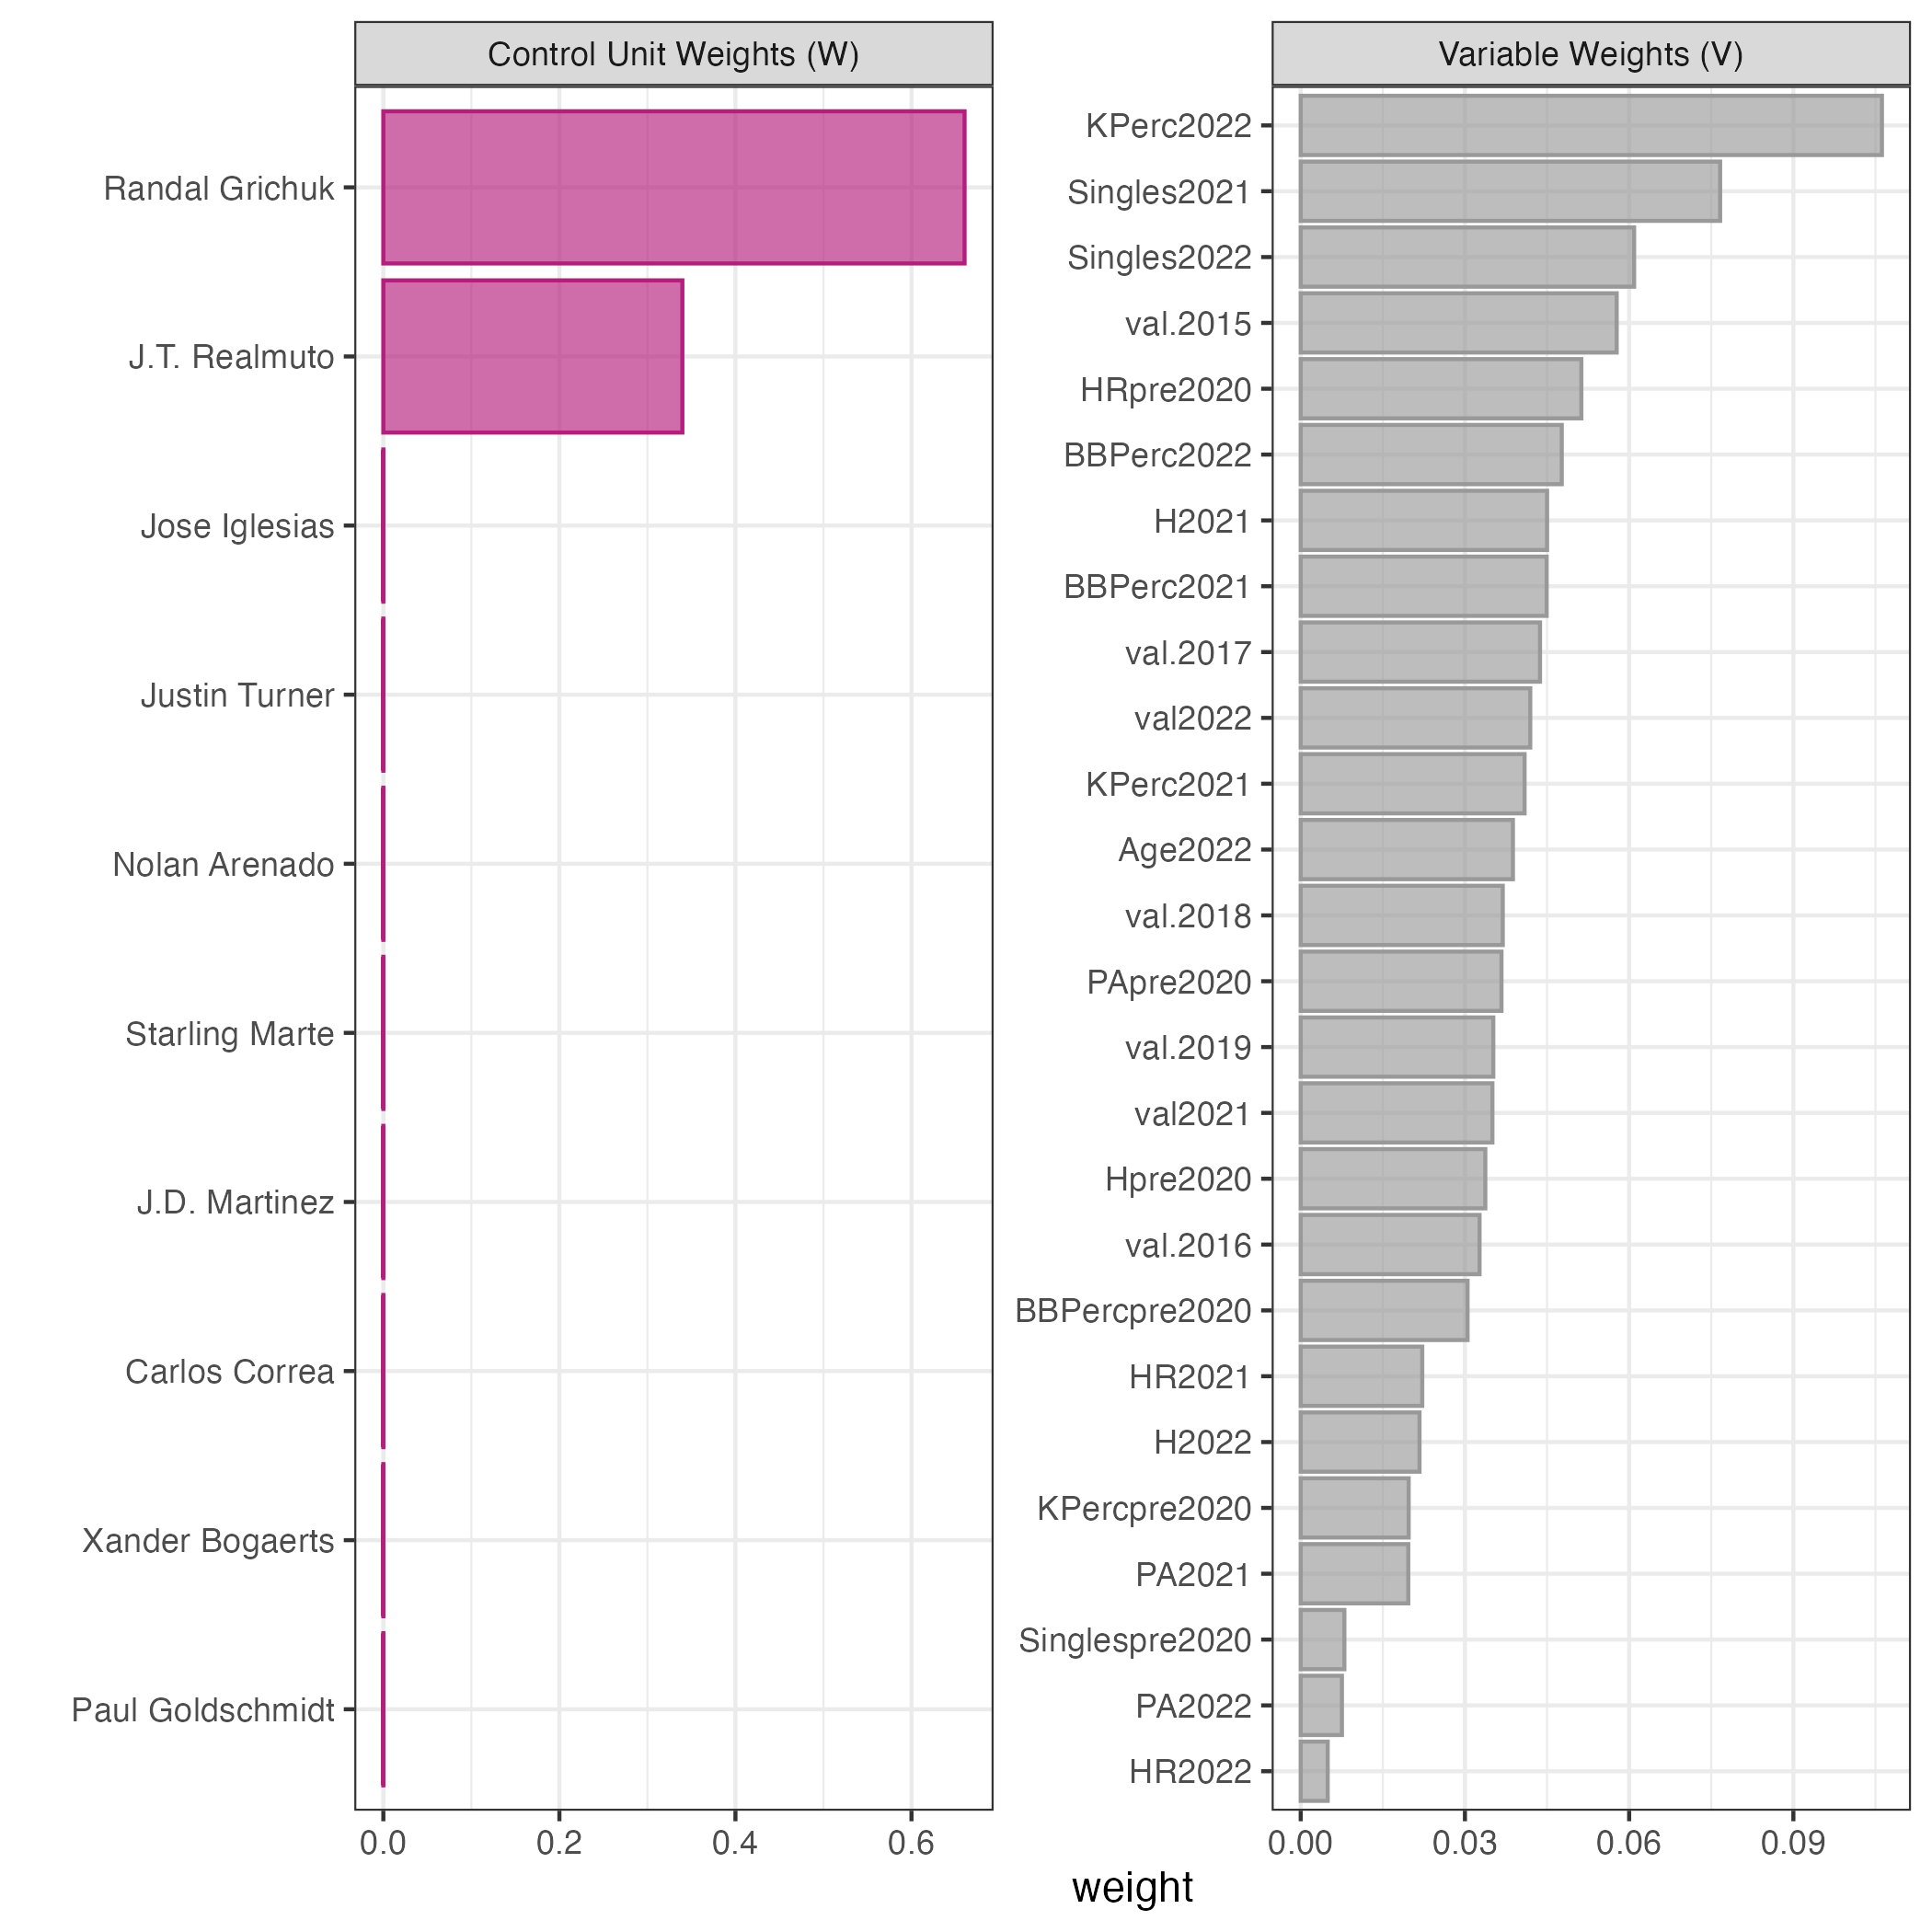 Control Unit Weights (W)
Randal Grichuk
J.T. Realmuto
Jose Iglesias
Justin Turner
Nolan Arenado
Starling Marte
J.D. Martinez
Carlos Correa
Xander Bogaerts
Paul Goldschmidt
0.0 0.2 0.4 0.6
Variable Weights (V)
KPerc2022
Singles2021
Singles2022
val.2015
HRpre2020
BBPerc2022
H2021
BBPerc2021
val.2017
val2022
KPerc2021
Age2022
val.2018
PApre2020
val.2019
val2021
Hpre2020
val.2016
BBPercpre2020
HR2021
H2022
KPercpre2020
PA2021
Singlespre2020
PA2022
HR2022
0.00 0.03 0.06 0.09
weight